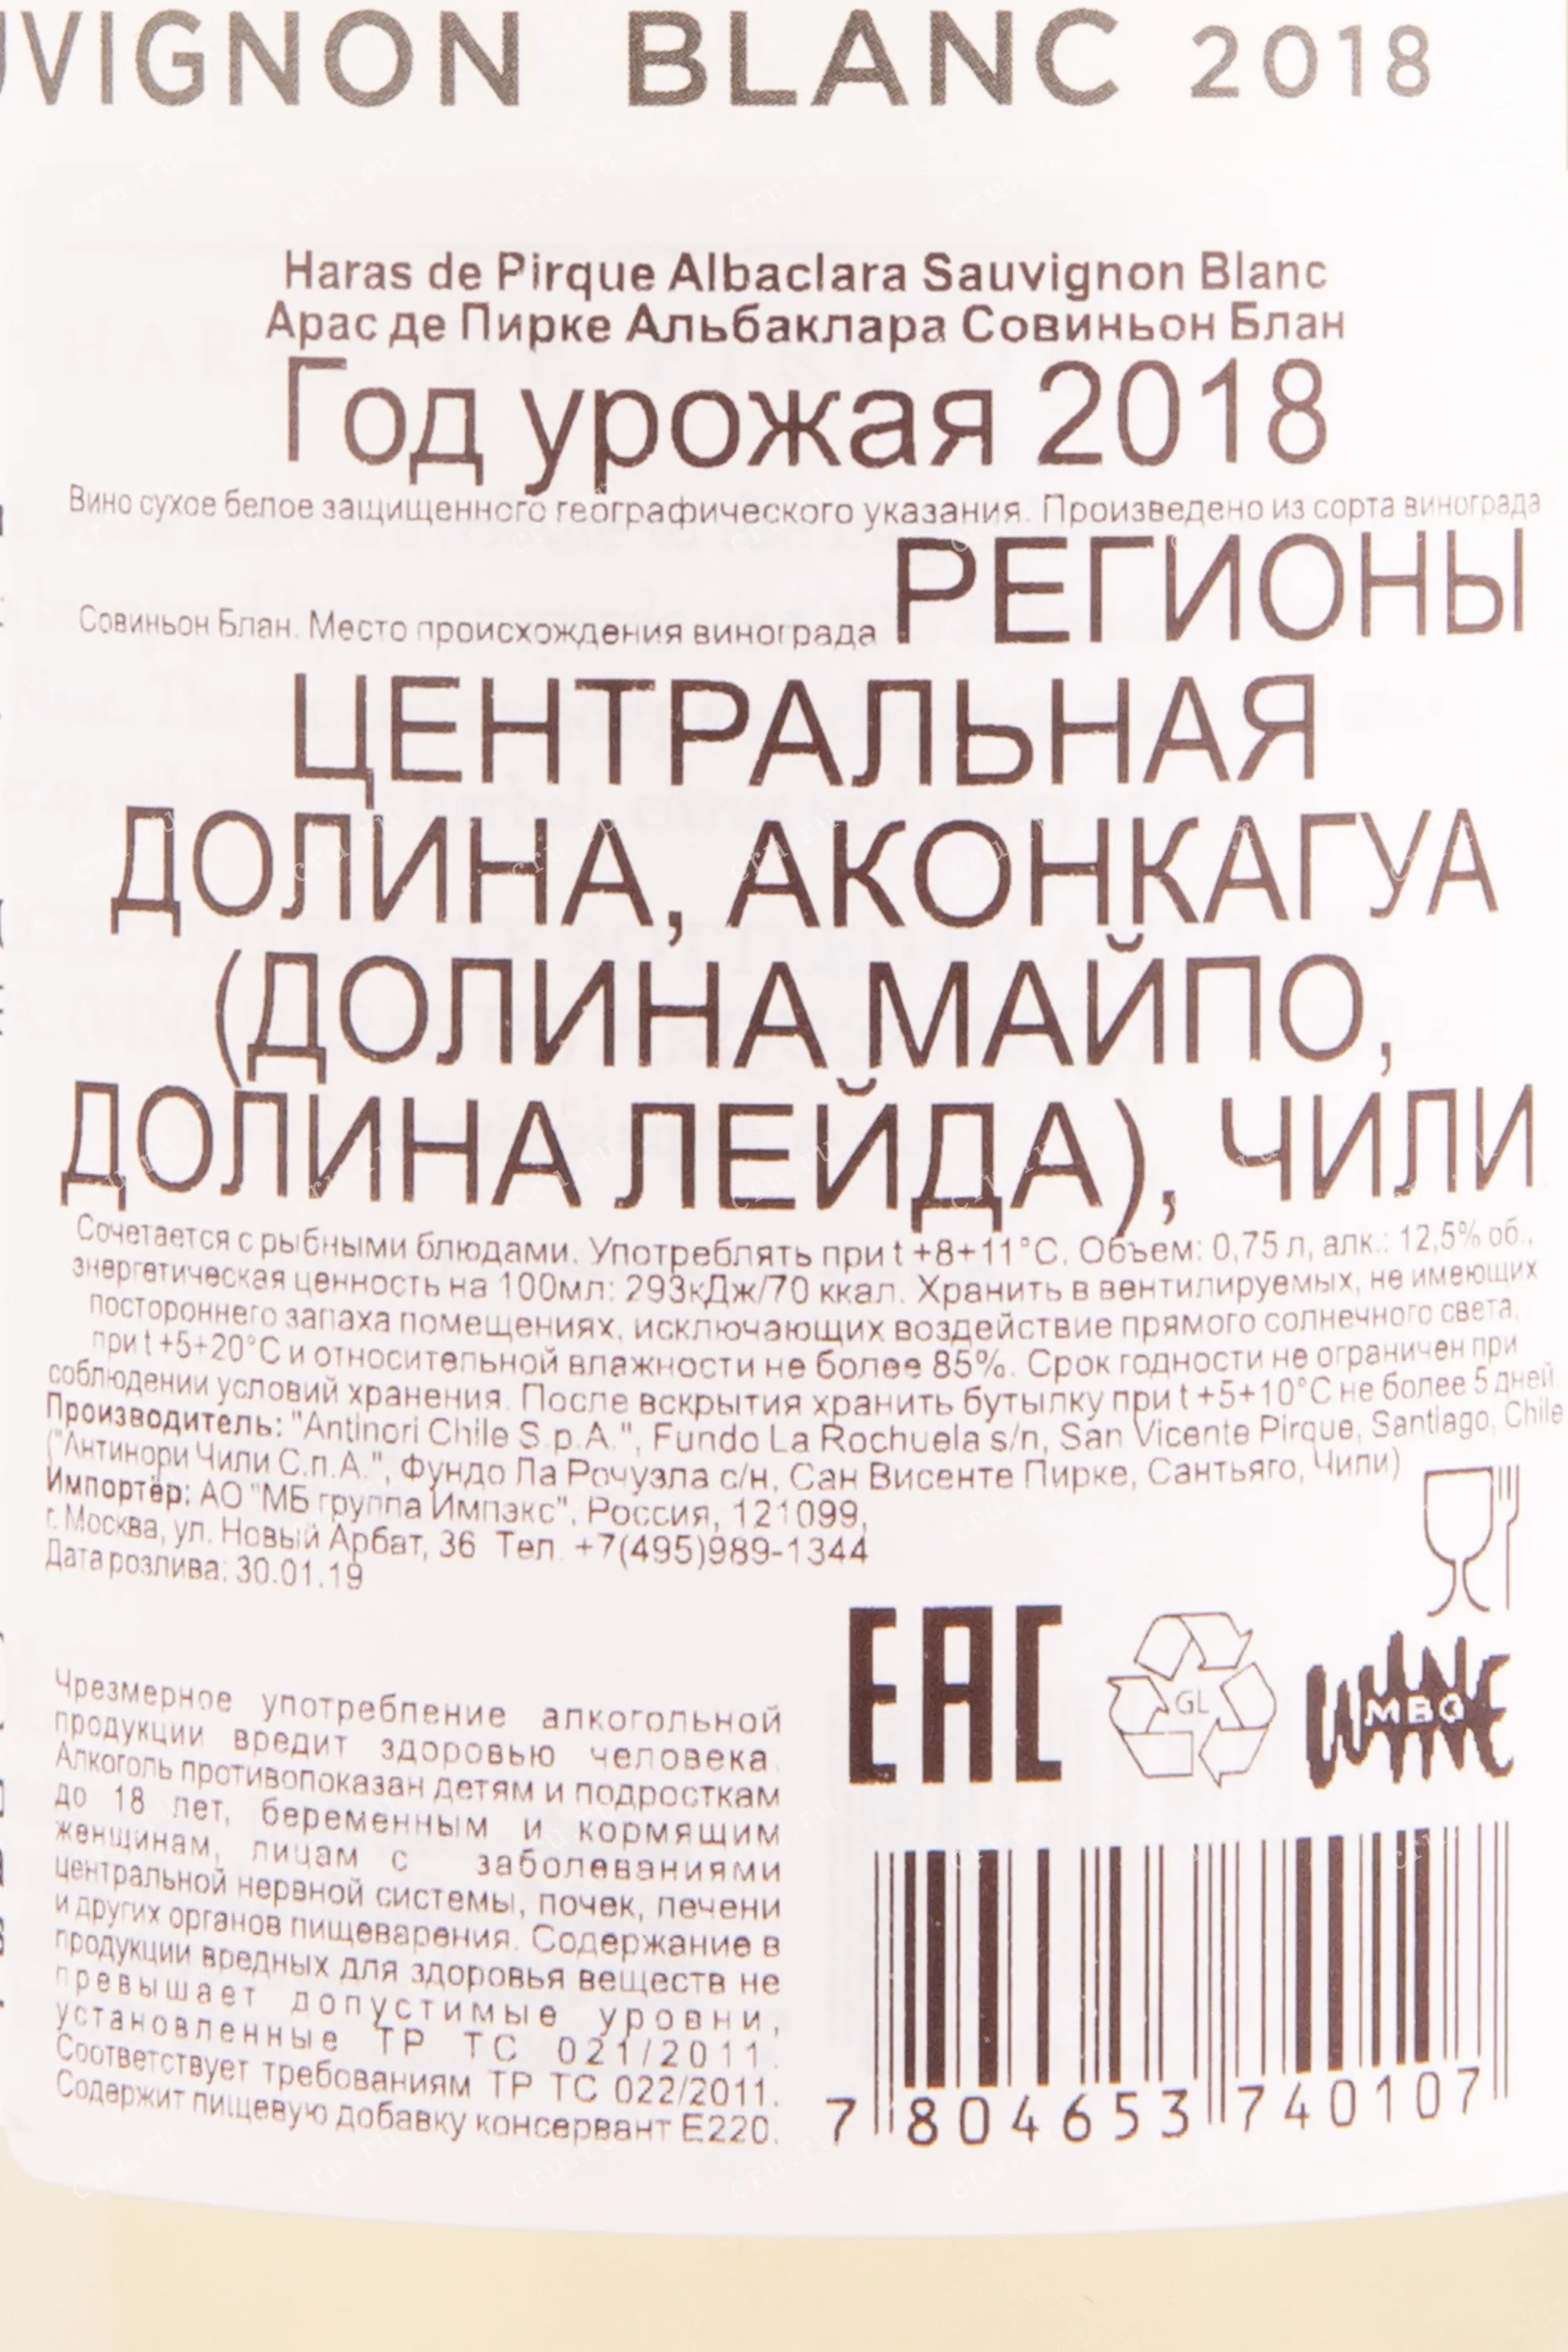 UVIGNON BLANC 2018
Haras de Pirque Albaclara Sauvignon Blanc
Арас де Пирке Альбаклара Совиньон Блан
Год урожая 2018
Вино сухое белое защищенного географического указания. Произведено из сорта винограда
Совиньон Блан. Место происхождения винограда РЕГИОНЫ
ЦЕНТРАЛЬНАЯ
ДОЛИНА, АКОНКАГУА
(ДОЛИНА МАЙПО,
ДОЛИНА ЛЕЙДА), ЧИЛИ
Сочетается с рыбными блюдами. Употреблять при t +8+11°С. Объем: 0,75 л, алк.: 12,5% об.,
энергетическая ценность на 100мл: 293кДж/70 ккал. Хранить в вентилируемых, не имеющих
постороннего запаха помещениях, исключающих воздействие прямого солнечного света,
при t +5+20°С и относительной влажности не более 85%. Срок годности не ограничен при
соблюдении условий хранения. После вскрытия хранить бутылку при t +5+10°С не более 5 дней.
Производитель: "Antinori Chile S.p.A.", Fundo La Rochuela s/n, San Vicente Pirque, Santiago, Chile
("Антинори Чили С.п.А.", Фундо Ла Рочуэла с/н, Сан Висенте Пирке, Сантьяго, Чили)
Импортёр: АО "МБ группа Импэкс", Россия, 121099,
г. Москва, ул. Новый Арбат, 36 Тел. +7(495)989-1344
Дата розлива: 30.01.19
EAC
GL
WINE
MBG
Чрезмерное употребление алкогольной
продукции вредит здоровью человека.
Алкоголь противопоказан детям и подросткам
до 18 лет, беременным и кормящим
женщинам, лицам с заболеваниями
центральной нервной системы, почек, печени
и других органов пищеварения. Содержание в
продукции вредных для здоровья веществ не
превышает допустимые уровни,
установленные ТР ТС 021/2011.
Соответствует требованиям ТР ТС 022/2011.
Содержит пищевую добавку консервант Е220.
7 804653 740107